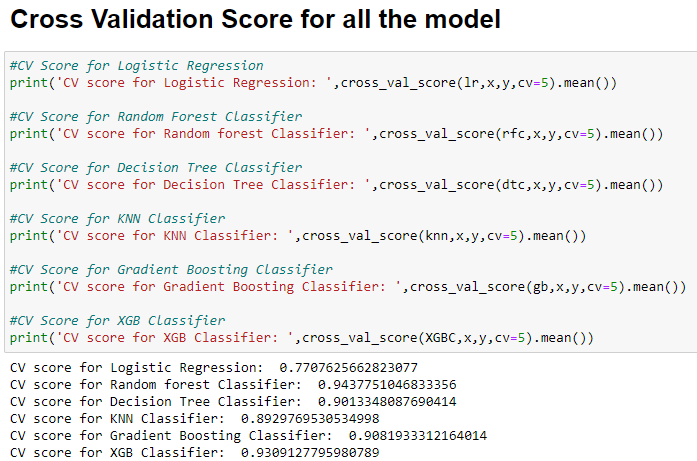 Cross Validation Score for all the model
#CV Score for Logistic Regression
print('CV score for Logistic Regression: ',cross_val_score(lr,x,y,cv=5).mean())
#CV Score for Random Forest Classifier
print('CV score for Random forest Classifier: ',cross_val_score(rfc,x,y,cv=5).mean())
#CV Score for Decision Tree Classifier
print('CV score for Decision Tree Classifier: ',cross_val_score(dtc,x,y,cv=5).mean())
#CV Score for KNN Classifier
print('CV score for KNN Classifier: ',cross_val_score(knn,x,y,cv=5).mean())
#CV Score for Gradient Boosting Classifier
print('CV score for Gradient Boosting Classifier: ',cross_val_score(gb,x,y,cv=5).mean())
#CV Score for XGB Classifier
print('CV score for XGB Classifier: ',cross_val_score(XGBC,x,y,cv=5).mean())
CV score for Logistic Regression:  0.7707625662823077
CV score for Random forest Classifier:  0.9437751046833356
CV score for Decision Tree Classifier:  0.9013348087690414
CV score for KNN Classifier:  0.8929769530534998
CV score for Gradient Boosting Classifier:  0.9081933312164014
CV score for XGB Classifier:  0.9309127795980789